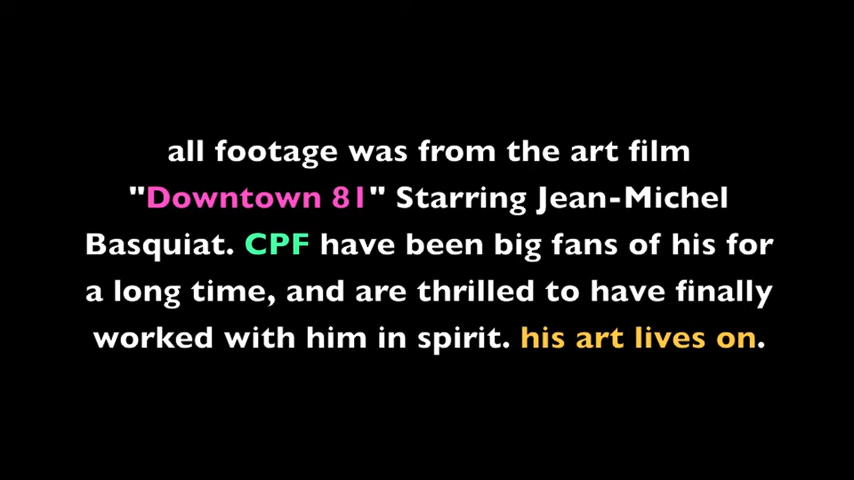 all footage was from the art film
"Downtown 81" Starring Jean-Michel
Basquiat. CPF have been big fans of his for
a long time, and are thrilled to have finally
worked with him in spirit. his art lives on.